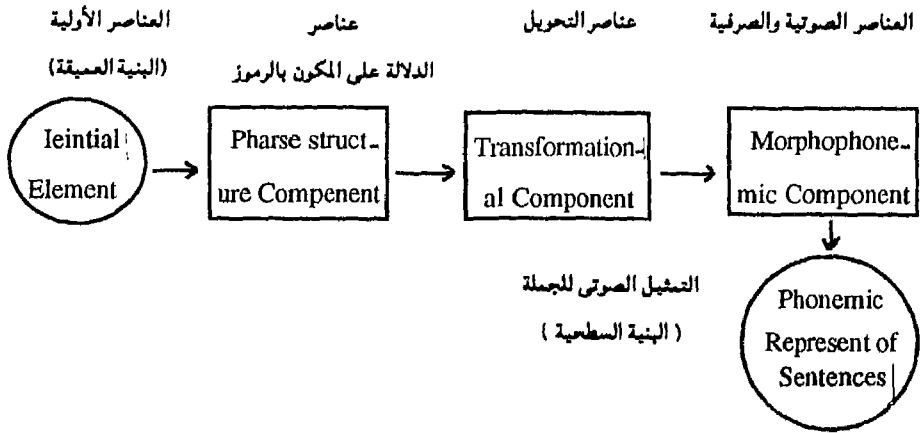 العناصر الأولية
(البنية العميقة)
عناصر
الدلالة على المكون بالرموز
عناصر التحويل
العناصر الصوتية والصرفية
Ieintial
Element
Pharse struct-
ure Compenent
Transformation-
al Component
Morphophone-
mic Component
التمثيل الصوتى للجملة
( البنية السطحية )
Phonemic
Represent of
Sentences